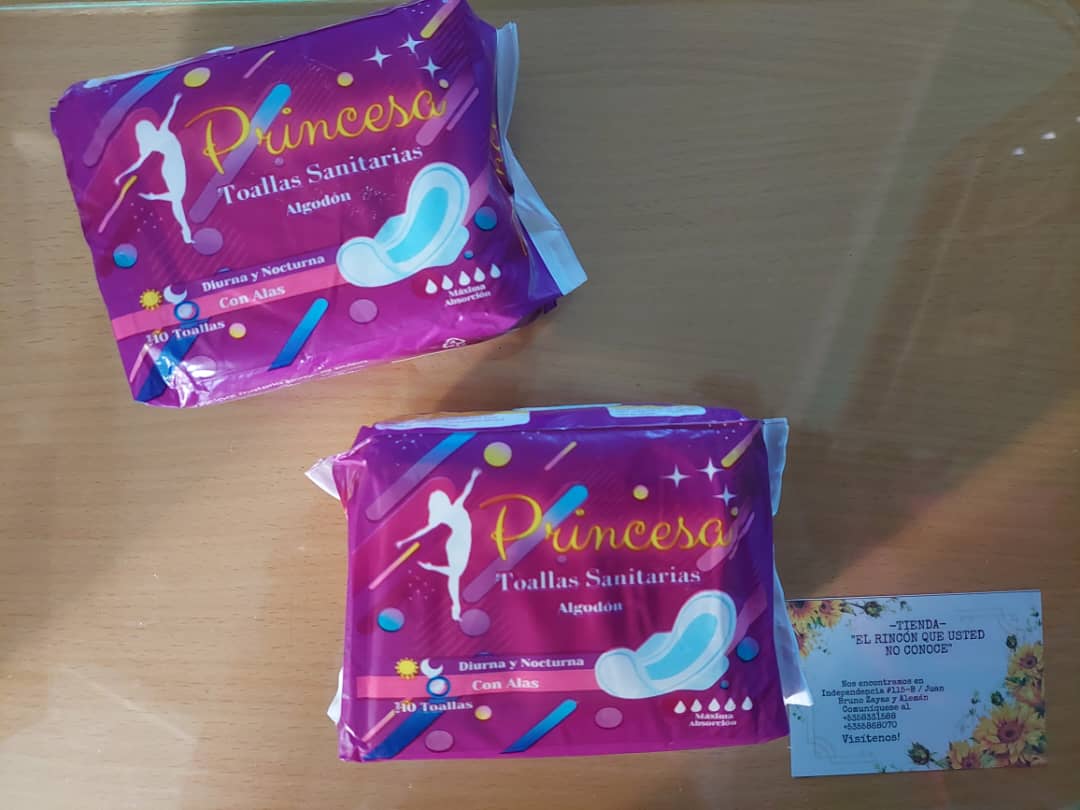 Princesa
Toallas Sanitarias
Algodón
Diurna y Nocturna
Con Alas
10 Toallas
Máxima
Absorción
Princesa
Toallas Sanitarias
Algodón
Diurna y Nocturna
Con Alas
10 Toallas
Máxima
Absorción
-TIENDA-
"EL RINCÓN QUE USTED
NO CONOCE"
Nos encontramos en
Independencia #115-B / Juan
Bruno Zayas y Alemán
Comuníquese al
+5358331588
+5355868070
Visítenos!